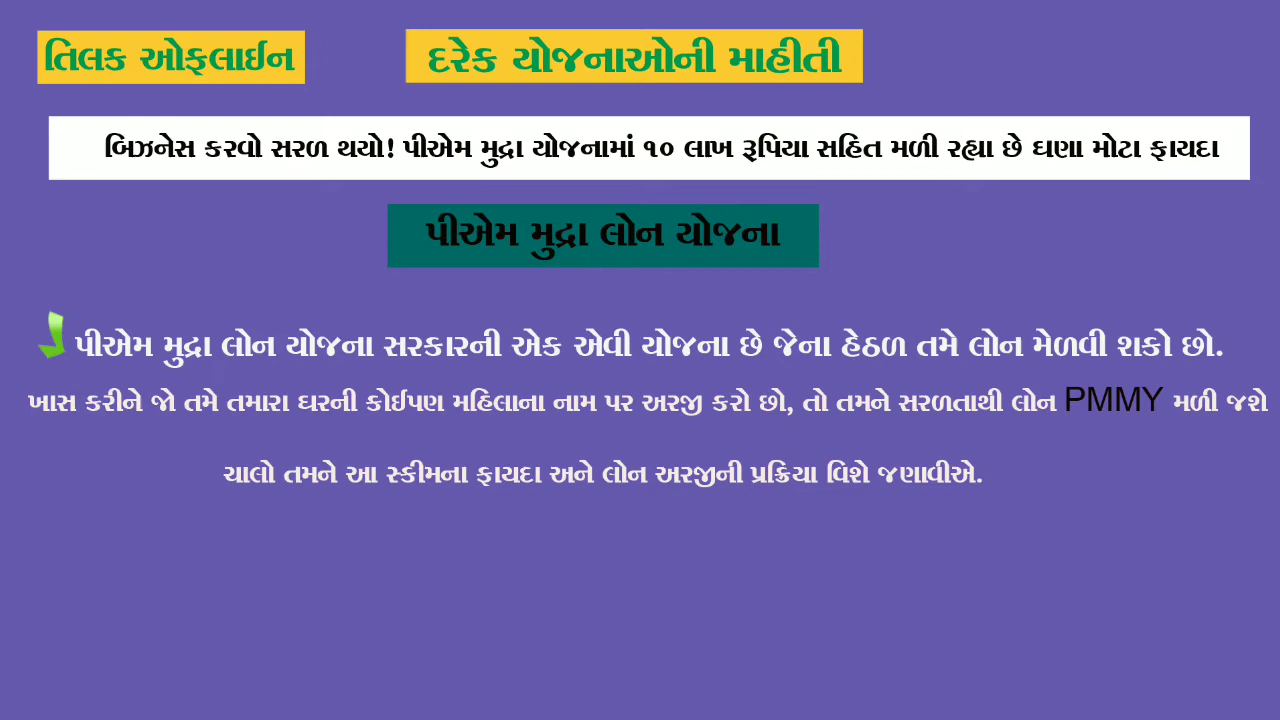 તિલક ઓફલાઈન
દરેક યોજનાઓની માહીતી
બિઝનેસ કરવો સરળ થયો! પીએમ મુદ્રા યોજનામાં ૧૦ લાખ રૂપિયા સહિત મળી રહ્યા છે ઘણા મોટા ફાયદા
પીએમ મુદ્રા લોન યોજના
પીએમ મુદ્રા લોન યોજના સરકારની એક એવી યોજના છે જેના હેઠળ તમે લોન મેળવી શકો છો.
ખાસ કરીને જો તમે તમારા ઘરની કોઈપણ મહિલાના નામ પર અરજી કરો છો, તો તમને સરળતાથી લોન PMMY મળી જશે
ચાલો તમને આ સ્કીમના ફાયદા અને લોન અરજીની પ્રક્રિયા વિશે જણાવીએ.